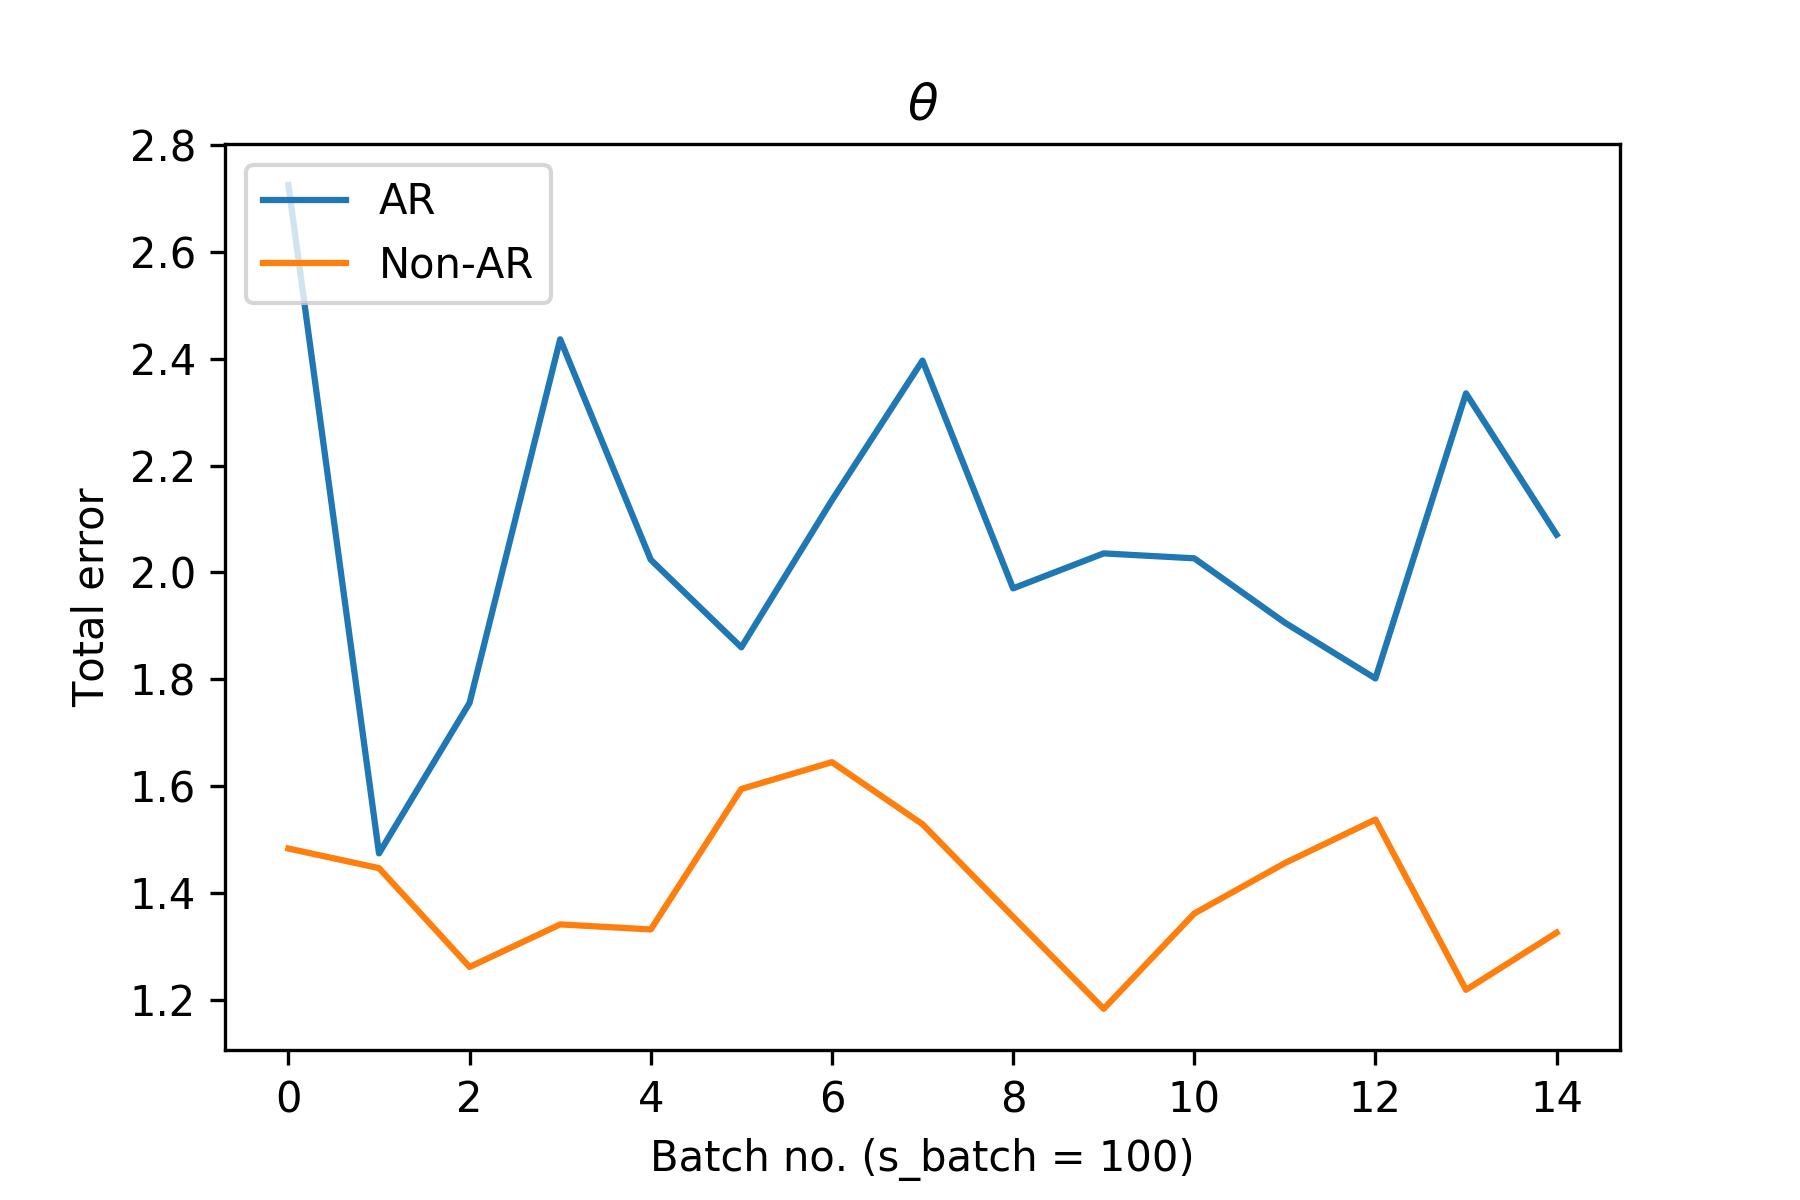 θ
2.8
2.6
2.4
2.2
2.0
1.8
1.6
1.4
1.2
Total error
AR
Non-AR
0 2 4 6 8 10 12 14
Batch no. (s_batch = 100)